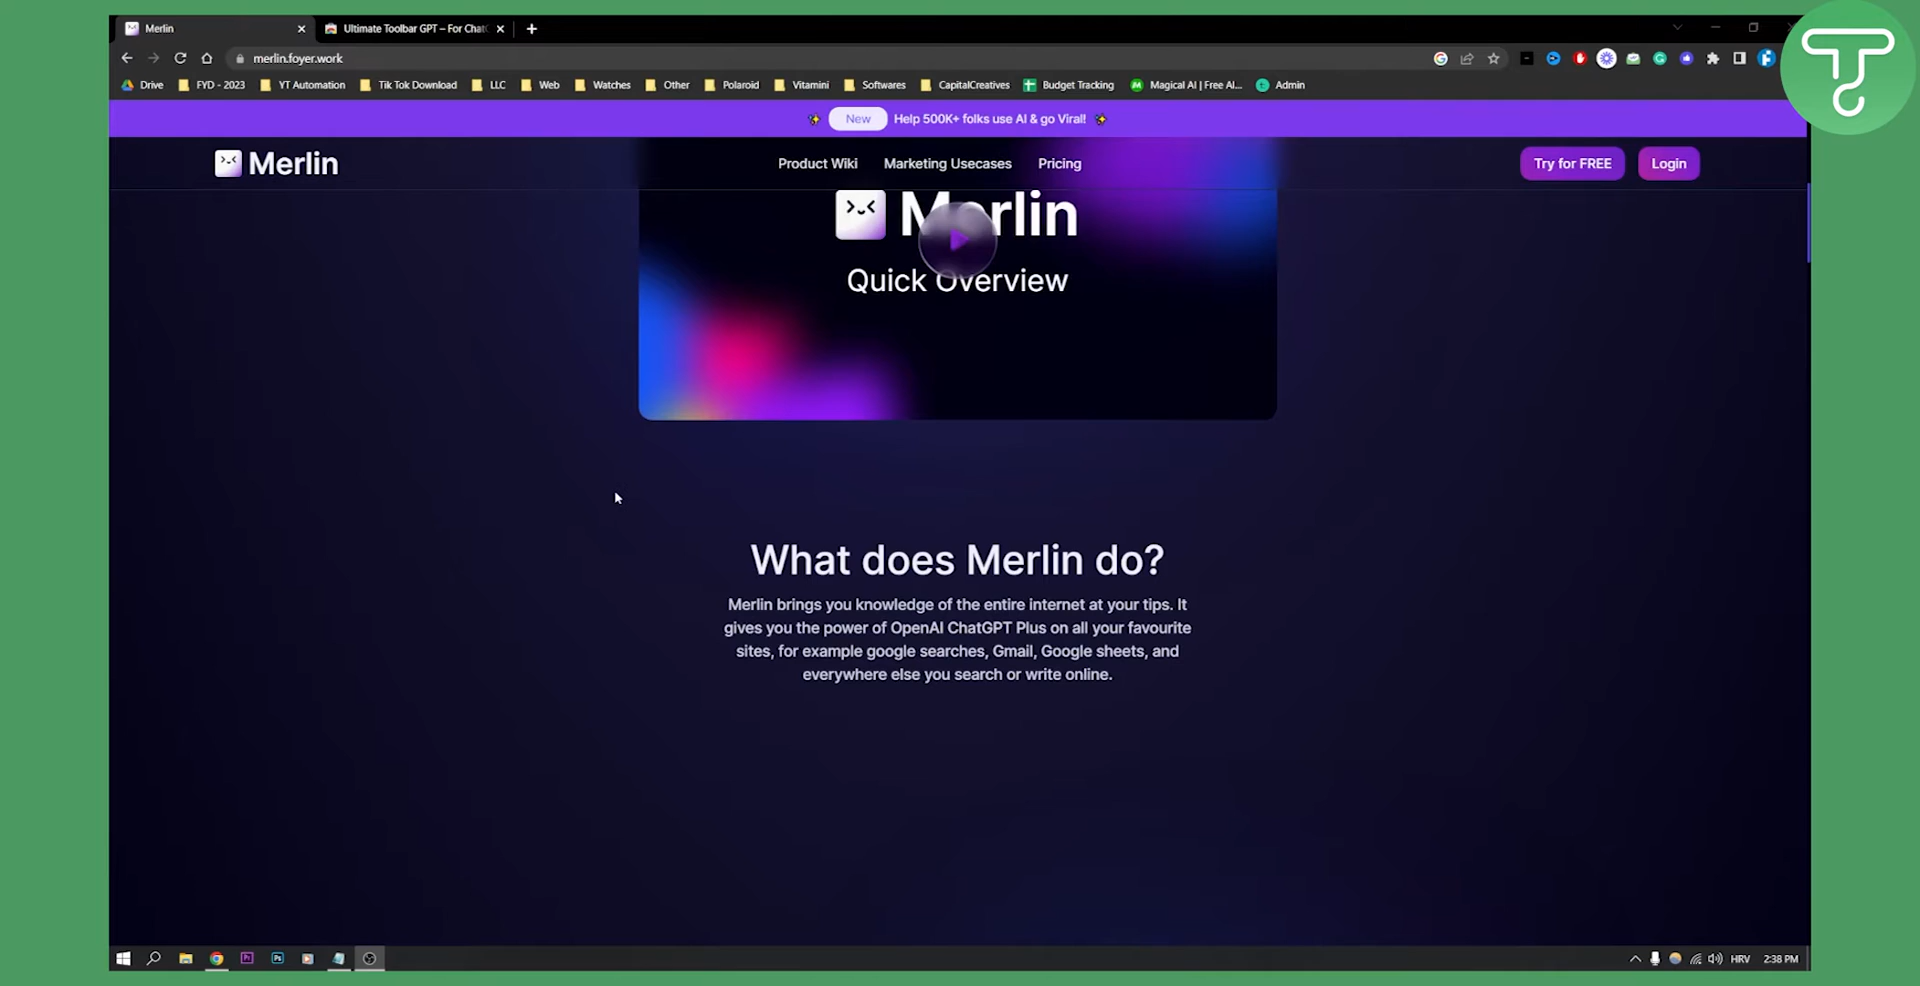 Merlin
Ultimate Toolbar GPT – For Chat
merlin.foyer.work
Drive FYD - 2023 YT Automation Tik Tok Download LLC Web Watches Other Polaroid Vitamini Softwares CapitalCreatives Budget Tracking Magical AI | Free AI... Admin
New Help 500K+ folks use AI & go Viral!
Merlin Product Wiki Marketing Usecases Pricing Try for FREE Login
Merlin
Quick Overview
What does Merlin do?
Merlin brings you knowledge of the entire internet at your tips. It
gives you the power of OpenAI ChatGPT Plus on all your favourite
sites, for example google searches, Gmail, Google sheets, and
everywhere else you search or write online.
HRV 2:38 PM